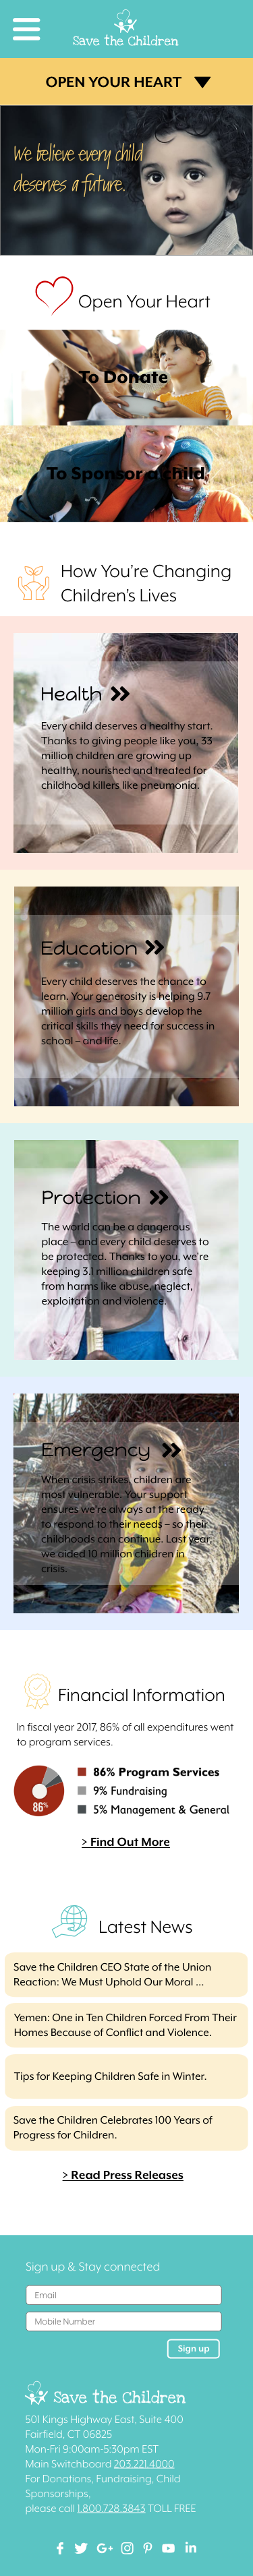 Save the Children
OPEN YOUR HEART
We believe every child
deserves a future.
Open Your Heart
To Donate
To Sponsor a child
How You're Changing
Children's Lives
Health
Every child deserves a healthy start.
Thanks to giving people like you, 33
million children are growing up
healthy, nourished and treated for
childhood killers like pneumonia.
Education
Every child deserves the chance to
learn. Your generosity is helping 9.7
million girls and boys develop the
critical skills they need for success in
school – and life.
Protection
The world can be a dangerous
place – and every child deserves to
be protected. Thanks to you, we're
keeping 3.1 million children safe
from harms like abuse, neglect,
exploitation and violence.
Emergency
When crisis strikes, children are
most vulnerable. Your support
ensures we're always at the ready
to respond to their needs – so their
childhoods can continue. Last year,
we aided 10 million children in
crisis.
Financial Information
In fiscal year 2017, 86% of all expenditures went
to program services.
86% Program Services
9% Fundraising
86%
5% Management & General
> Find Out More
Latest News
Save the Children CEO State of the Union
Reaction: We Must Uphold Our Moral ...
Yemen: One in Ten Children Forced From Their
Homes Because of Conflict and Violence.
Tips for Keeping Children Safe in Winter.
Save the Children Celebrates 100 Years of
Progress for Children.
> Read Press Releases
Sign up & Stay connected
Email
Mobile Number
Sign up
Save the Children
501 Kings Highway East, Suite 400
Fairfield, CT 06825
Mon-Fri 9:00am-5:30pm EST
Main Switchboard 203.221.4000
For Donations, Fundraising, Child
Sponsorships,
please call 1.800.728.3843 TOLL FREE